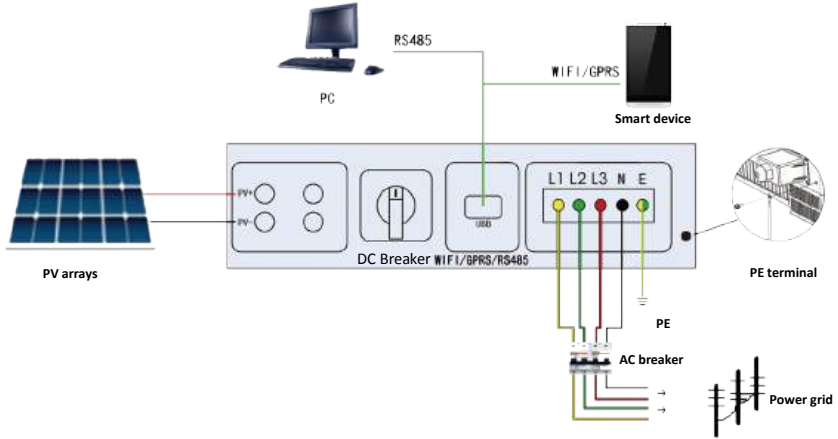 RS485
WIFI/GPRS
PC
Smart device
L1 L2 L3 N E
PV+
PV-
USB
DC Breaker WIFI/GPRS/RS485
PV arrays
PE terminal
PE
AC breaker
Power grid